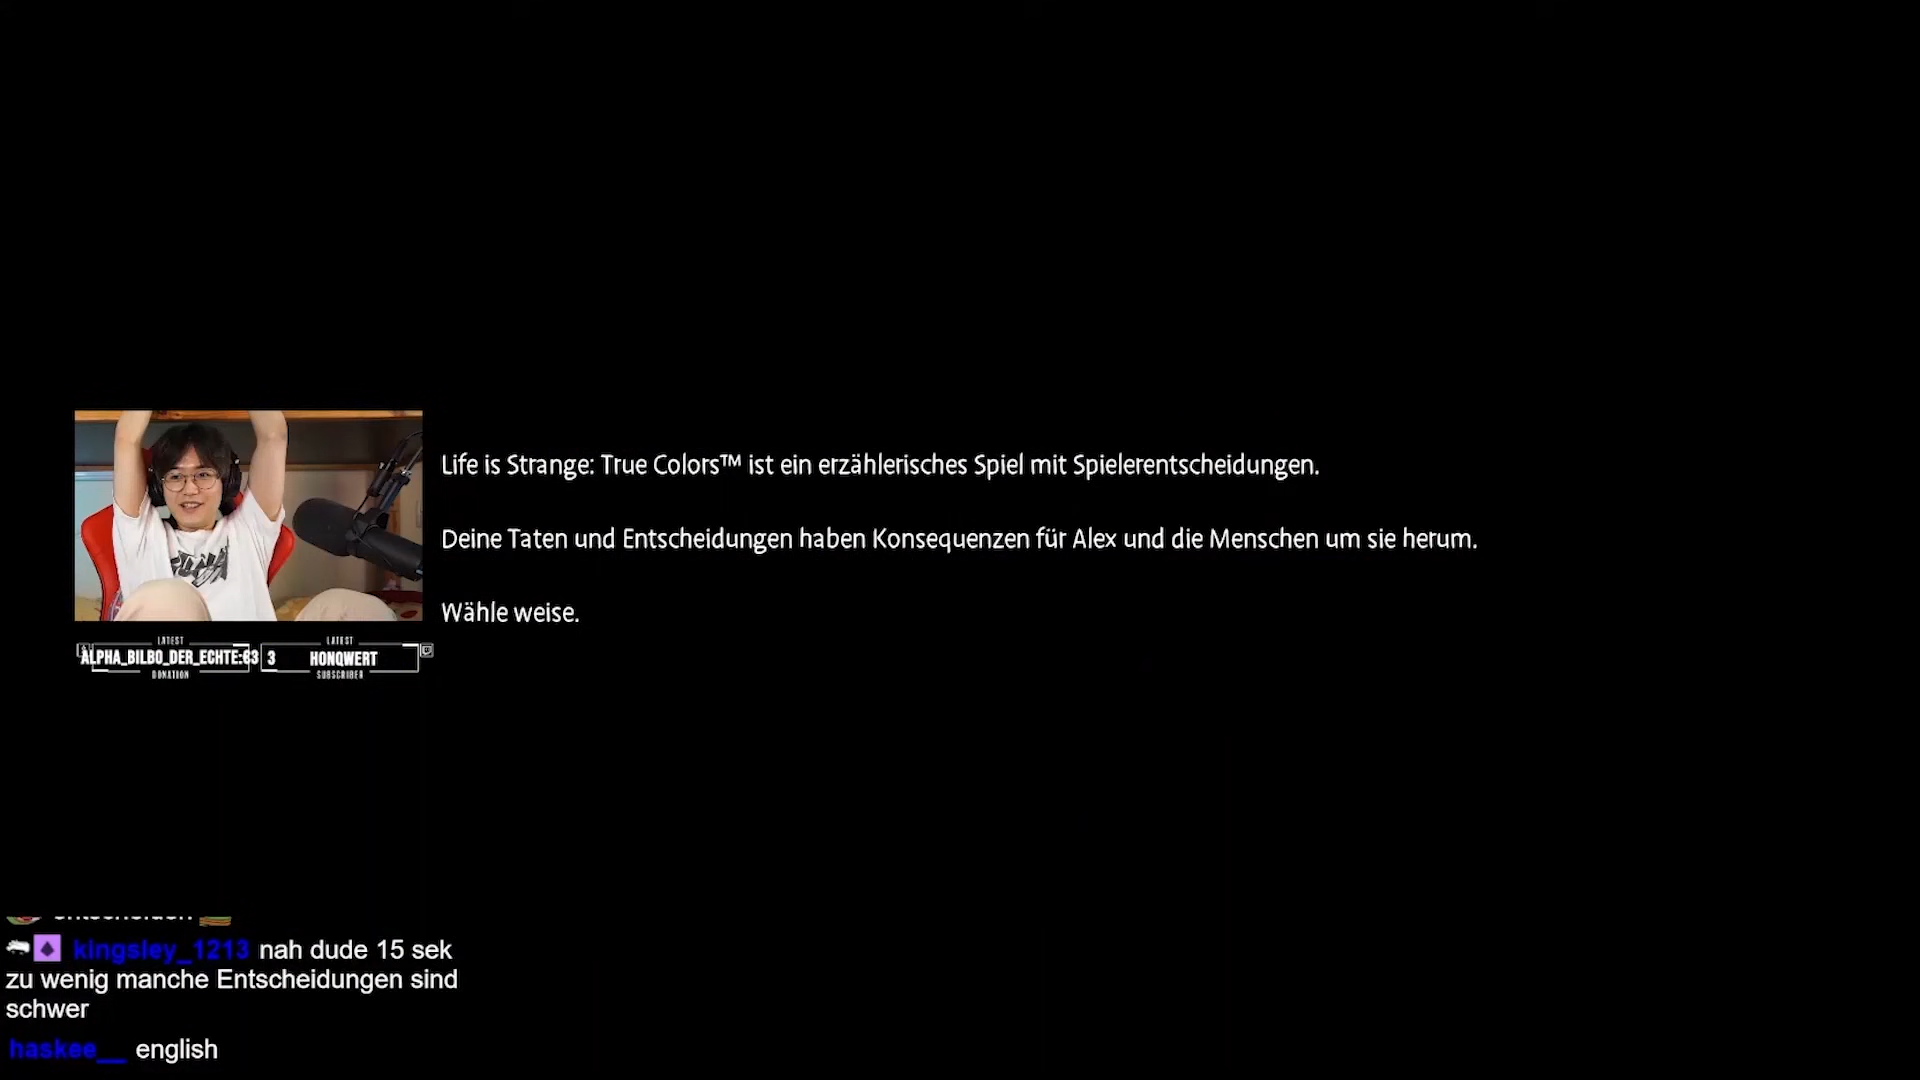 Life is Strange: True Colors™ ist ein erzählerisches Spiel mit Spielerentscheidungen.
Deine Taten und Entscheidungen haben Konsequenzen für Alex und die Menschen um sie herum.
Wähle weise.
LATEST
ALPHA_BILBO_DER_ECHTE:
DONATION
LATEST
3 HONQWERT
SUBSCRIBER
kingsley_1213 nah dude 15 sek
zu wenig manche Entscheidungen sind
schwer
haskee__ english